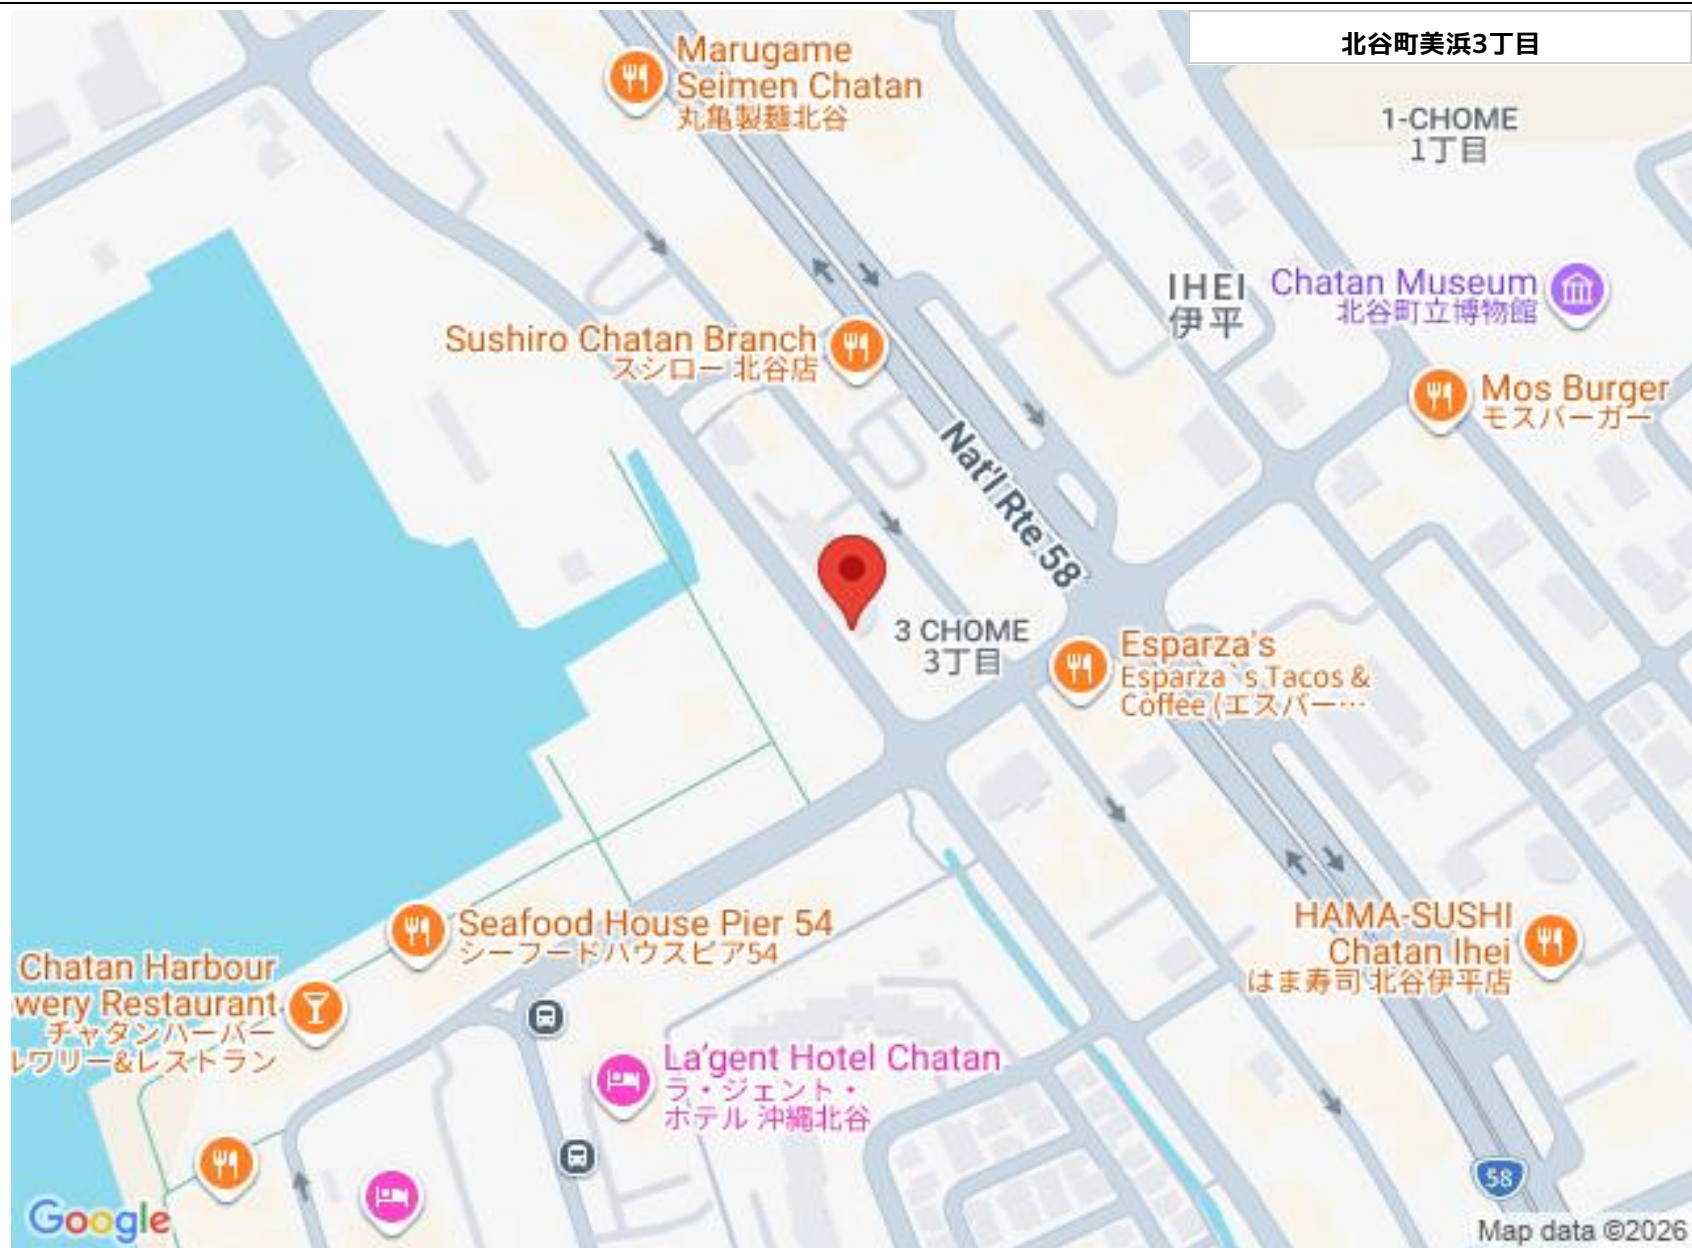 北谷町美浜3丁目
Marugame
Seimen Chatan
丸亀製麺北谷
1-CHOME
1丁目
IHEI
伊平
Chatan Museum
北谷町立博物館
Sushiro Chatan Branch
スシロー 北谷店
Mos Burger
モスバーガー
Nat'l Rte 58
3 CHOME
3丁目
Esparza's
Esparza`s Tacos &
Coffee (エスパー…
Seafood House Pier 54
シーフードハウスピア54
Chatan Harbour
wery Restaurant
チャタンハーバー
ルワリー&レストラン
HAMA-SUSHI
Chatan Ihei
はま寿司 北谷伊平店
La'gent Hotel Chatan
ラ・ジェント・
ホテル 沖縄北谷
58
Google
Map data ©2026